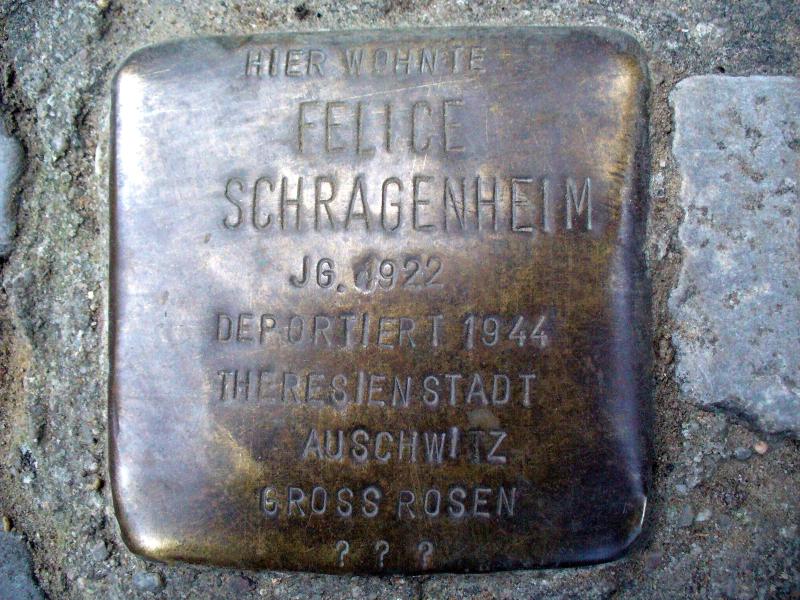 HIER WOHNTE
FELICE
SCHRAGENHEIM
JG. 1922
DEPORTIERT 1944
THERESIENSTADT
AUSCHWITZ
GROSS ROSEN
? ? ?